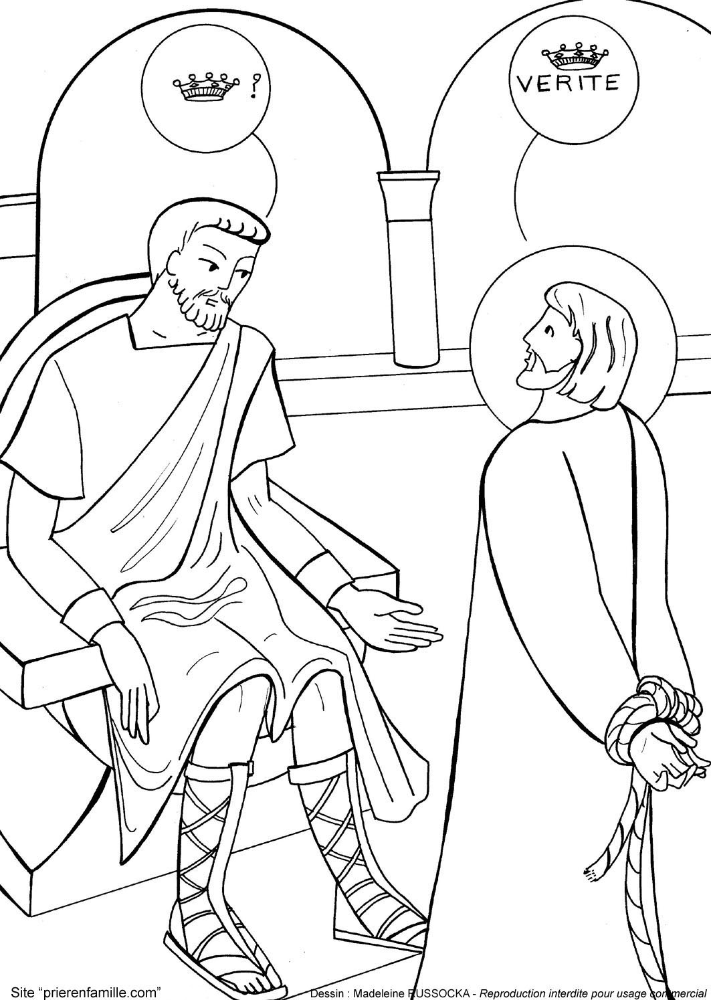 ?
VERITE
Site “prierenfamille.com”
Dessin : Madeleine RUSSOCKA - Reproduction interdite pour usage commercial